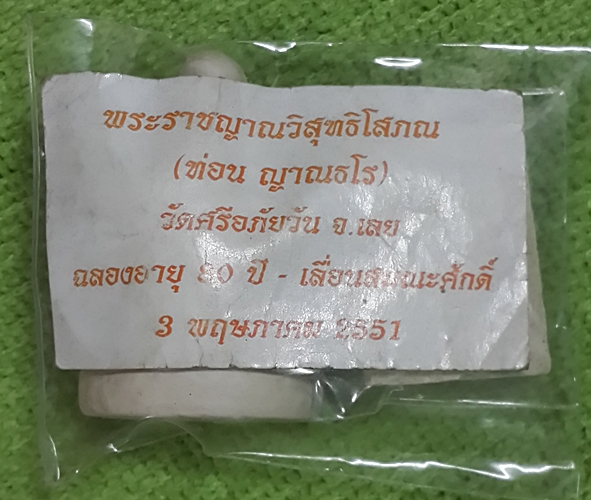 พระราชญาณวิสุทธิโสภณ
(ท่อน ญาณธโร)
วัดศรีอภัยวัน จ.เลย
ฉลองอายุ 80 ปี - เลื่อนสมณะศักดิ์
3 พฤษภาคม 2551